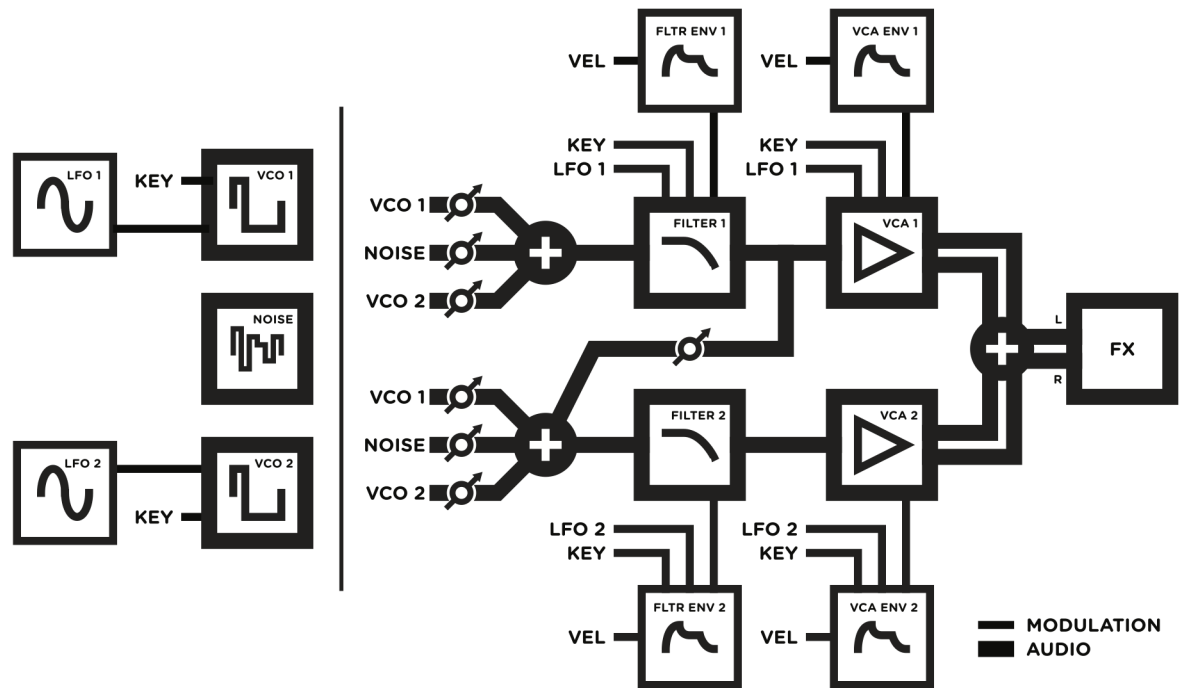 FLTR ENV 1
VCA ENV 1
VEL
VEL
KEY
LFO 1
KEY
LFO 1
LFO 1
KEY
VCO 1
VCO 1
NOISE
VCO 2
FILTER 1
VCA 1
NOISE
L
R
FX
VCO 1
NOISE
VCO 2
FILTER 2
VCA 2
LFO 2
KEY
VCO 2
LFO 2
KEY
LFO 2
KEY
FLTR ENV 2
VCA ENV 2
VEL
VEL
MODULATION
AUDIO